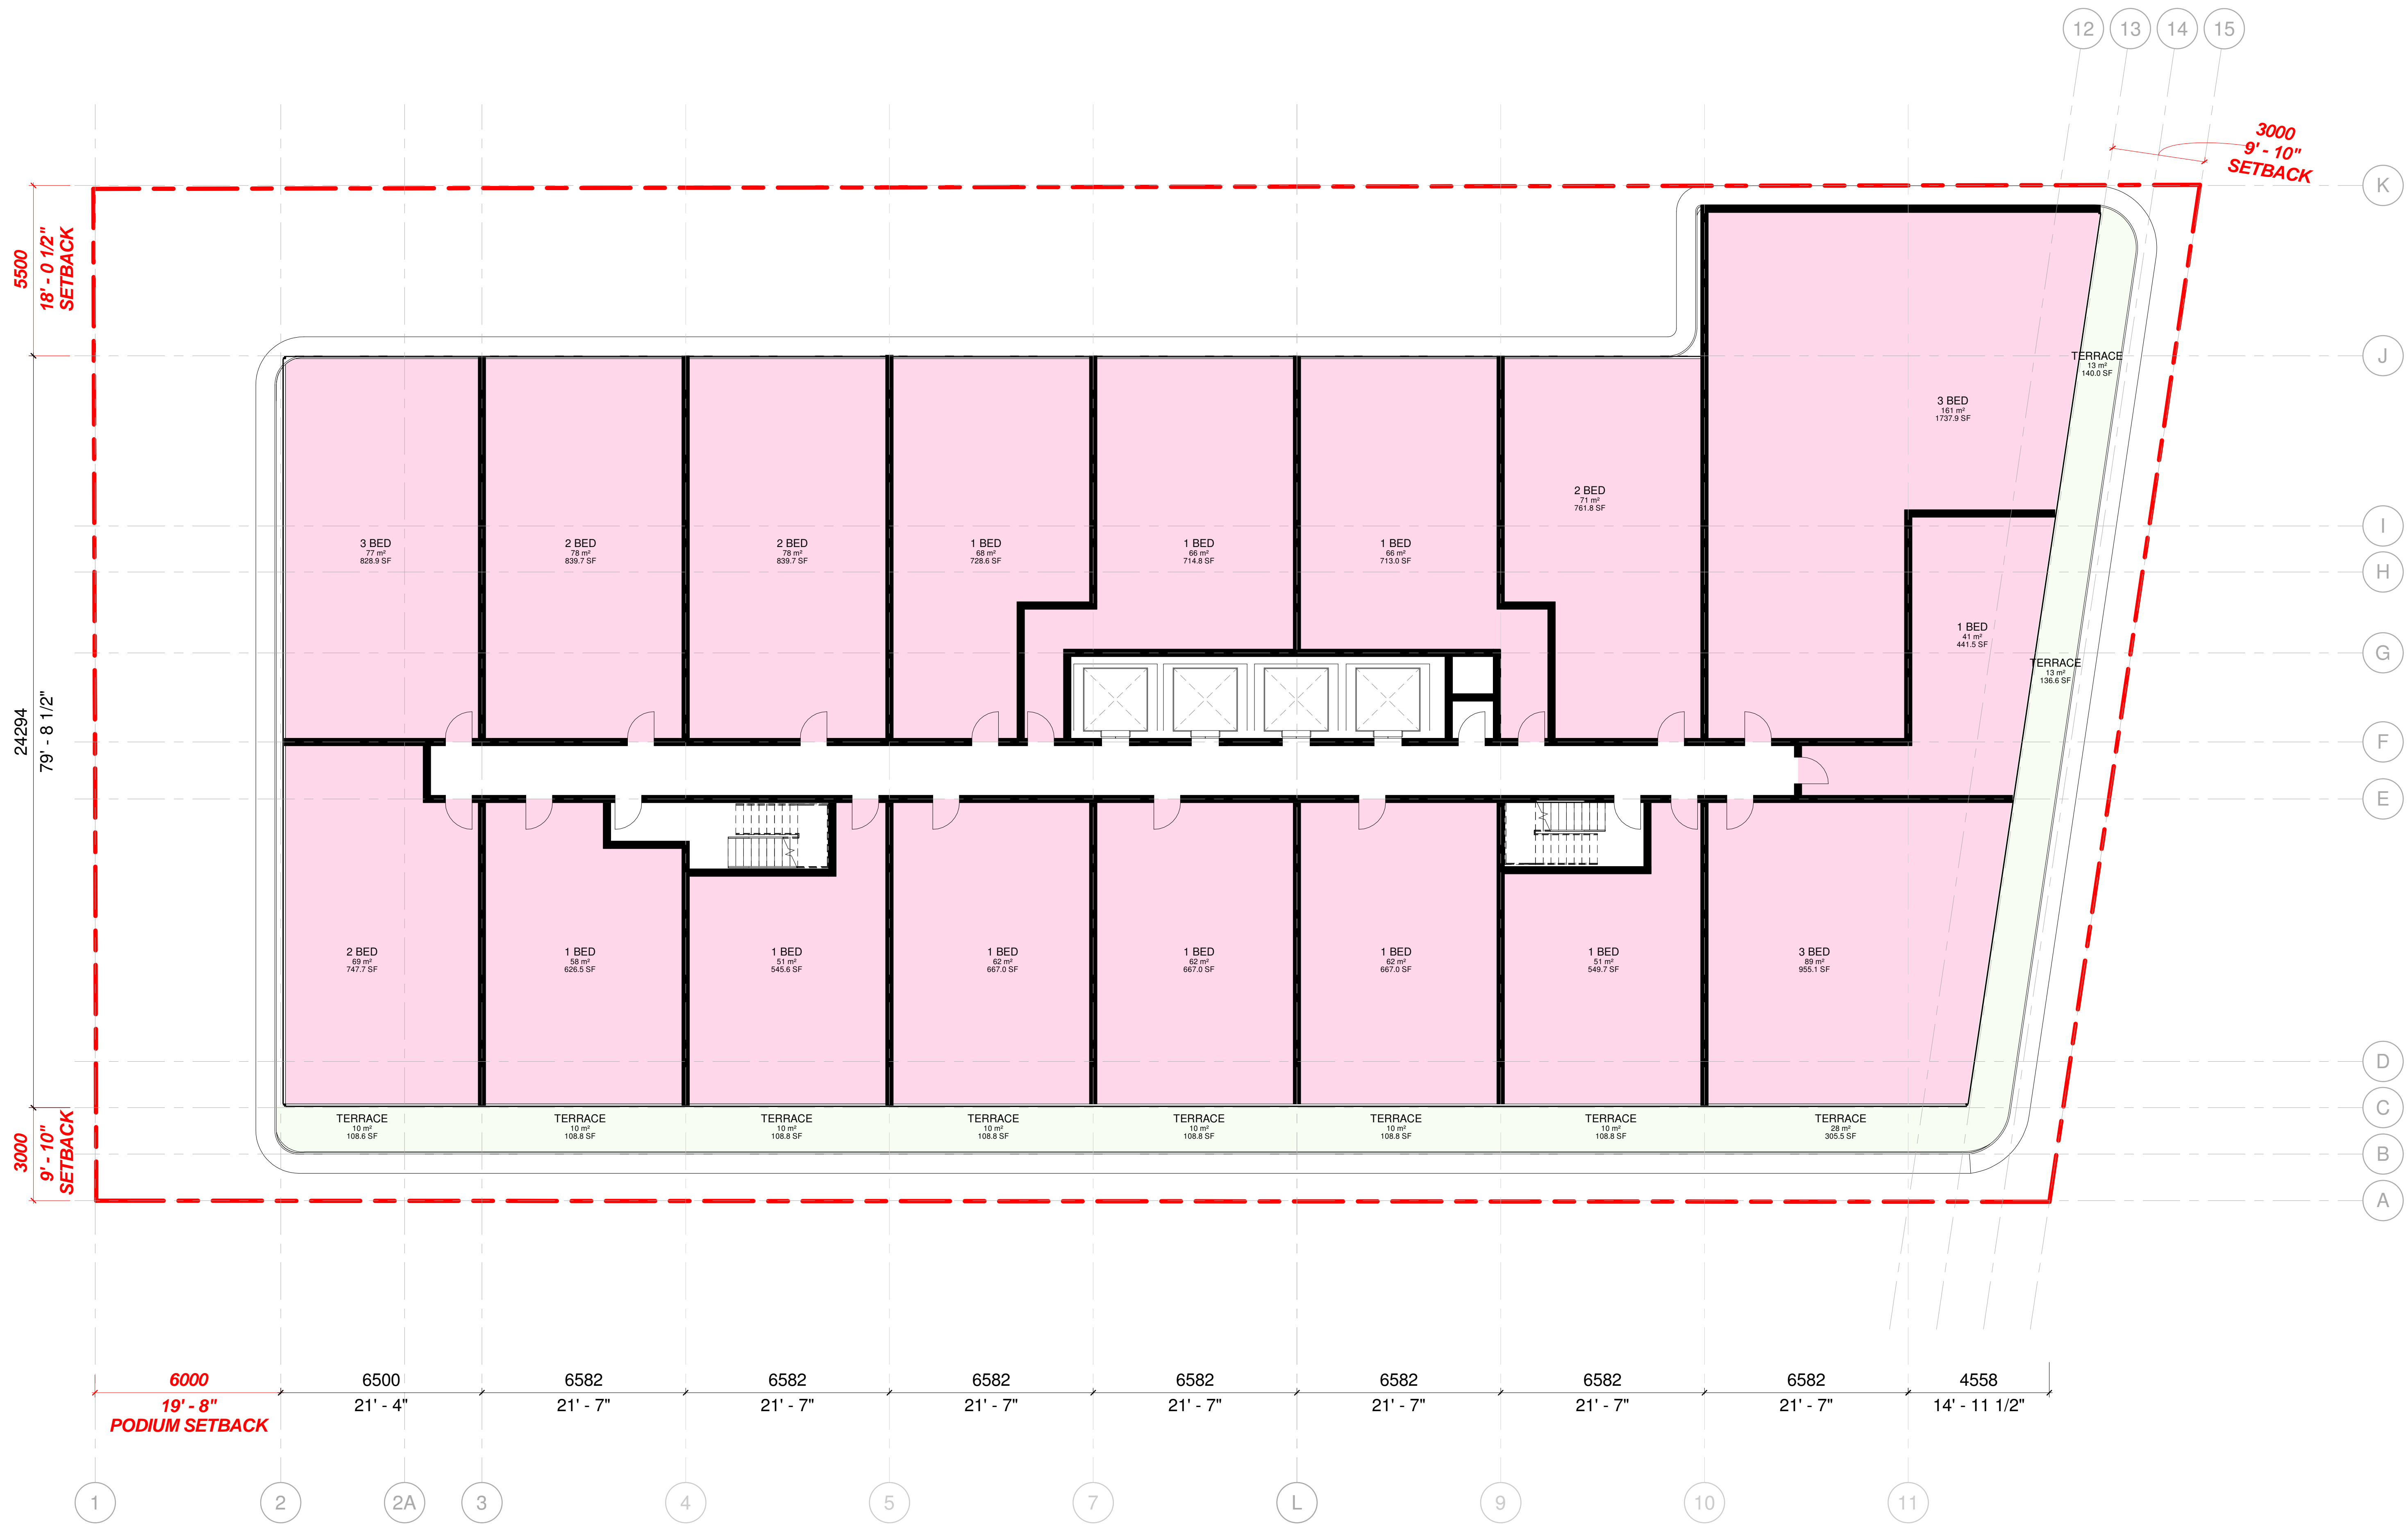 12
13
14
15
3000
9' - 10"
SETBACK
K
5500
18' - 0 1/2"
SETBACK
J
TERRACE
13 m²
140.0 SF
3 BED
161 m²
1737.9 SF
2 BED
71 m²
761.8 SF
I
3 BED
77 m²
828.9 SF
2 BED
78 m²
839.7 SF
2 BED
78 m²
839.7 SF
1 BED
68 m²
728.6 SF
1 BED
66 m²
714.8 SF
1 BED
66 m²
713.0 SF
H
1 BED
41 m²
441.5 SF
G
TERRACE
13 m²
136.6 SF
24294
79' - 8 1/2"
F
E
2 BED
69 m²
747.7 SF
1 BED
58 m²
626.5 SF
1 BED
51 m²
545.6 SF
1 BED
62 m²
667.0 SF
1 BED
62 m²
667.0 SF
1 BED
62 m²
667.0 SF
1 BED
51 m²
549.7 SF
3 BED
89 m²
955.1 SF
D
C
TERRACE
10 m²
108.6 SF
TERRACE
10 m²
108.8 SF
TERRACE
10 m²
108.8 SF
TERRACE
10 m²
108.8 SF
TERRACE
10 m²
108.8 SF
TERRACE
10 m²
108.8 SF
TERRACE
10 m²
108.8 SF
TERRACE
28 m²
305.5 SF
3000
9' - 10"
SETBACK
B
A
6000
19' - 8"
PODIUM SETBACK
6500
21' - 4"
6582
21' - 7"
6582
21' - 7"
6582
21' - 7"
6582
21' - 7"
6582
21' - 7"
6582
21' - 7"
6582
21' - 7"
4558
14' - 11 1/2"
1
2
2A
3
4
5
7
L
9
10
11